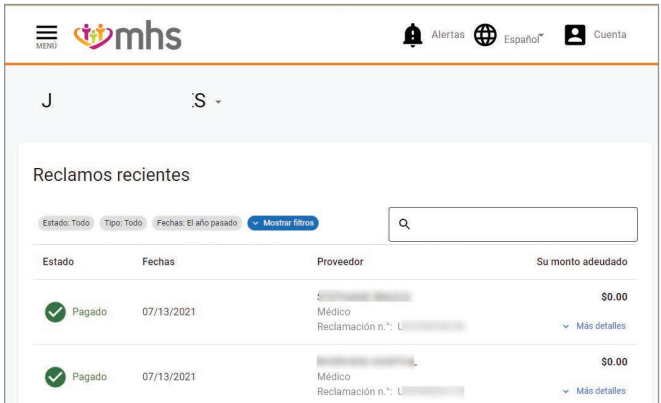 MENÚ
mhs
Alertas
Español
Cuenta
J
S
Reclamos recientes
Estado: Todo Tipo: Todo Fechas: El año pasado Mostrar filtros
Estado Fechas Proveedor Su monto adeudado
$0.00
Pagado 07/13/2021 Médico
Reclamación n.°: U Más detalles
$0.00
Pagado 07/13/2021 Médico
Reclamación n.°: U Más detalles